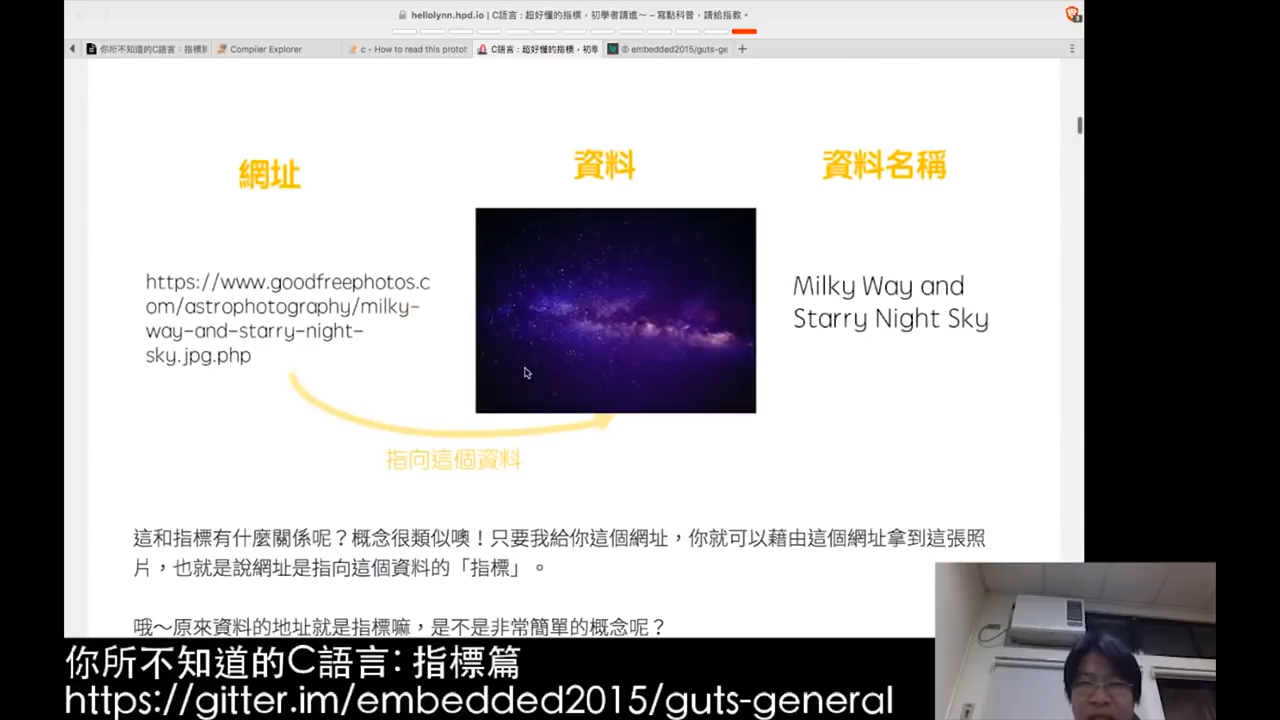 hellolynn.hpd.io | C語言 : 超好懂的指標，初學者請進～ – 寫點科普，請給指教。
你所不知道的C語言：指標
Compiler Explorer
c - How to read this protot
C語言 : 超好懂的指標，初學
embedded2015/guts-ge
網址
資料
資料名稱
https://www.goodfreephotos.c
om/astrophotography/milky-
way-and-starry-night-
sky.jpg.php
Milky Way and
Starry Night Sky
指向這個資料
這和指標有什麼關係呢？概念很類似噢！只要我給你這個網址，你就可以藉由這個網址拿到這張照
片，也就是說網址是指向這個資料的「指標」。
哦～原來資料的地址就是指標嘛，是不是非常簡單的概念呢？
你所不知道的C語言: 指標篇
https://gitter.im/embedded2015/guts-general